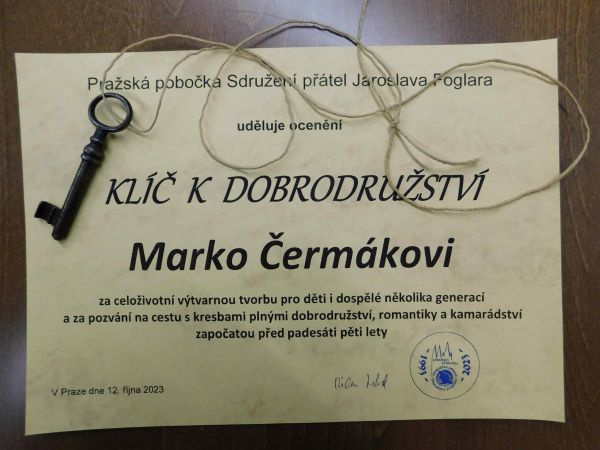 Pražská pobočka Sdružení přátel Jaroslava Foglara
uděluje ocenění
KLÍČ K DOBRODRUŽSTVÍ
Marko Čermákovi
za celoživotní výtvarnou tvorbu pro děti i dospělé několika generací
a za pozvání na cestu s kresbami plnými dobrodružství, romantiky a kamarádství
započatou před padesáti pěti lety
V Praze dne 12. října 2023
1993 - 2023